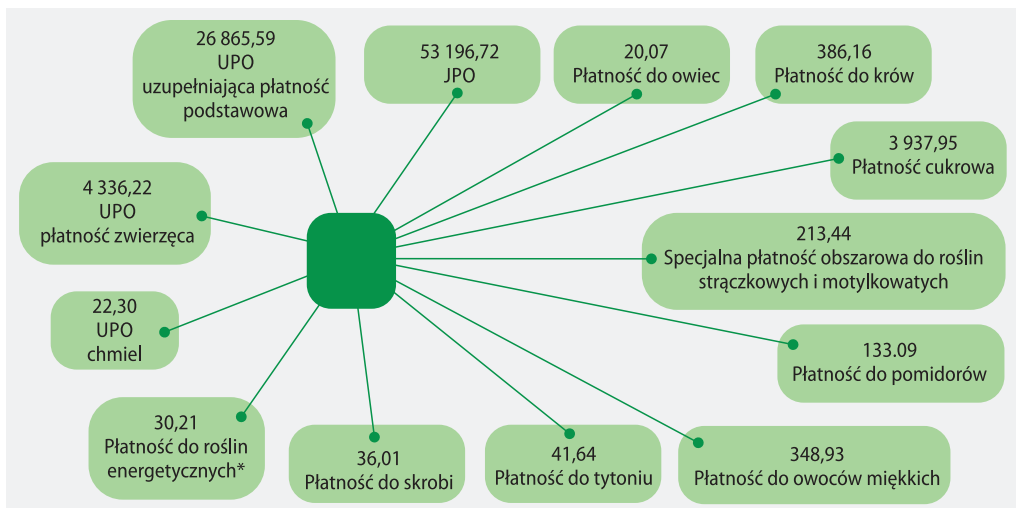 26 865,59
UPO
uzupełniająca płatność
podstawowa
53 196,72
JPO
20,07
Płatność do owiec
386,16
Płatność do krów
3 937,95
Płatność cukrowa
4 336,22
UPO
płatność zwierzęca
213,44
Specjalna płatność obszarowa do roślin
strączkowych i motylkowatych
22,30
UPO
chmiel
133.09
Płatność do pomidorów
30,21
Płatność do roślin
energetycznych*
36,01
Płatność do skrobi
41,64
Płatność do tytoniu
348,93
Płatność do owoców miękkich